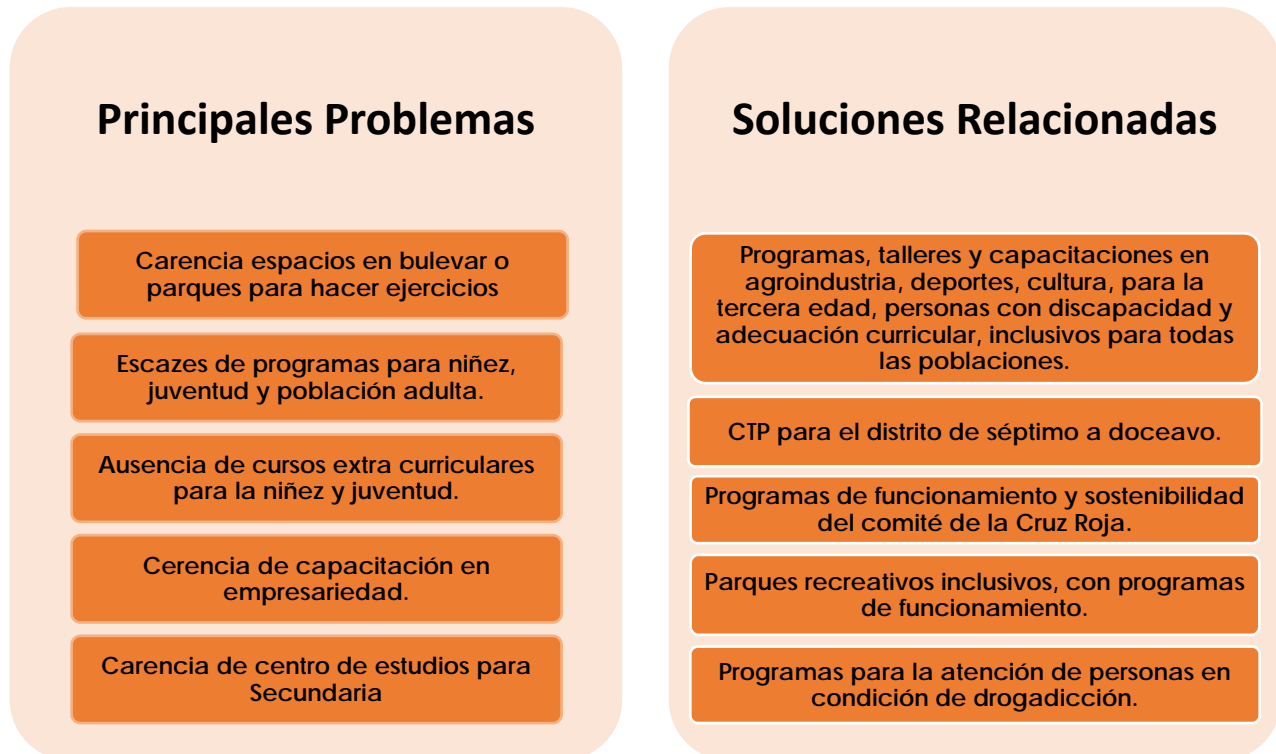 Principales Problemas
Carencia espacios en bulevar o
parques para hacer ejercicios
Escazes de programas para niñez,
juventud y población adulta.
Ausencia de cursos extra curriculares
para la niñez y juventud.
Cerencia de capacitación en
empresariedad.
Carencia de centro de estudios para
Secundaria
Soluciones Relacionadas
Programas, talleres y capacitaciones en
agroindustria, deportes, cultura, para la
tercera edad, personas con discapacidad y
adecuación curricular, inclusivos para todas
las poblaciones.
CTP para el distrito de séptimo a doceavo.
Programas de funcionamiento y sostenibilidad
del comité de la Cruz Roja.
Parques recreativos inclusivos, con programas
de funcionamiento.
Programas para la atención de personas en
condición de drogadicción.